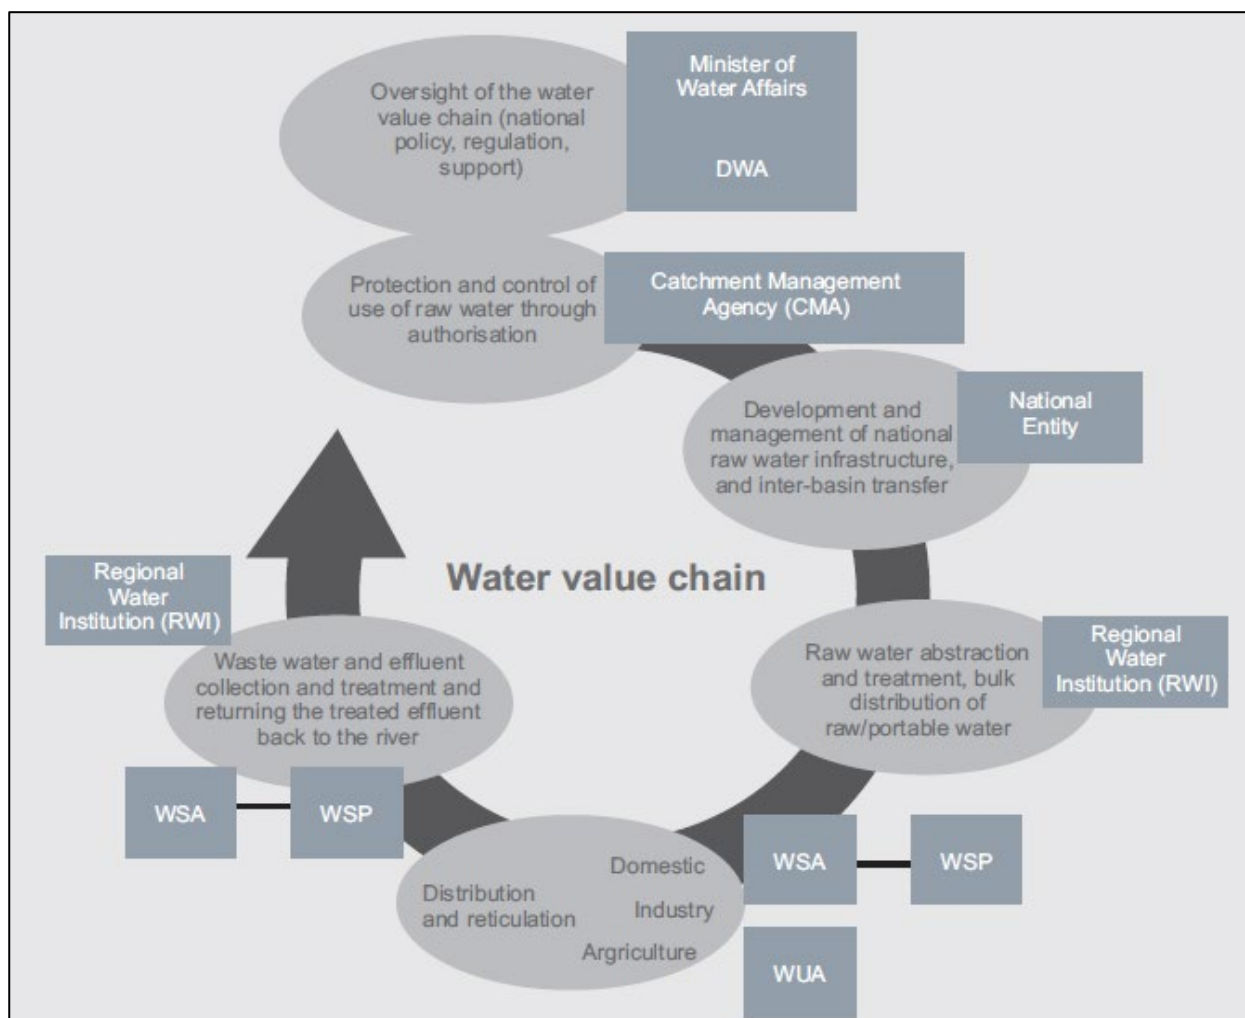 Oversight of the water
value chain (national
policy, regulation,
support)
Minister of
Water Affairs
DWA
Protection and control of
use of raw water through
authorisation
Catchment Management
Agency (CMA)
Development and
management of national
raw water infrastructure,
and inter-basin transfer
National
Entity
Water value chain
Regional
Water
Institution (RWI)
Waste water and effluent
collection and treatment and
returning the treated effluent
back to the river
Raw water abstraction
and treatment, bulk
distribution of
raw/portable water
Regional
Water
Institution (RWI)
WSA
WSP
Distribution
and reticulation
Domestic
Industry
Argriculture
WSA
WSP
WUA